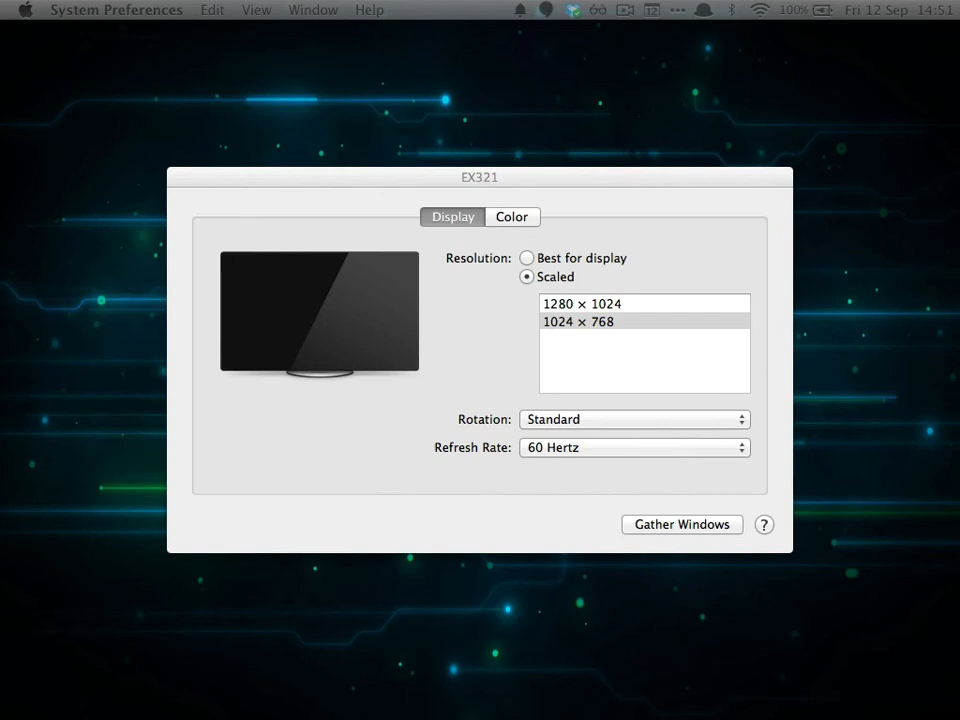 System Preferences Edit View Window Help 12 100% Fri 12 Sep 14:51
EX321
Display Color
Resolution: Best for display
Scaled
1280 × 1024
1024 × 768
Rotation: Standard
Refresh Rate: 60 Hertz
Gather Windows ?